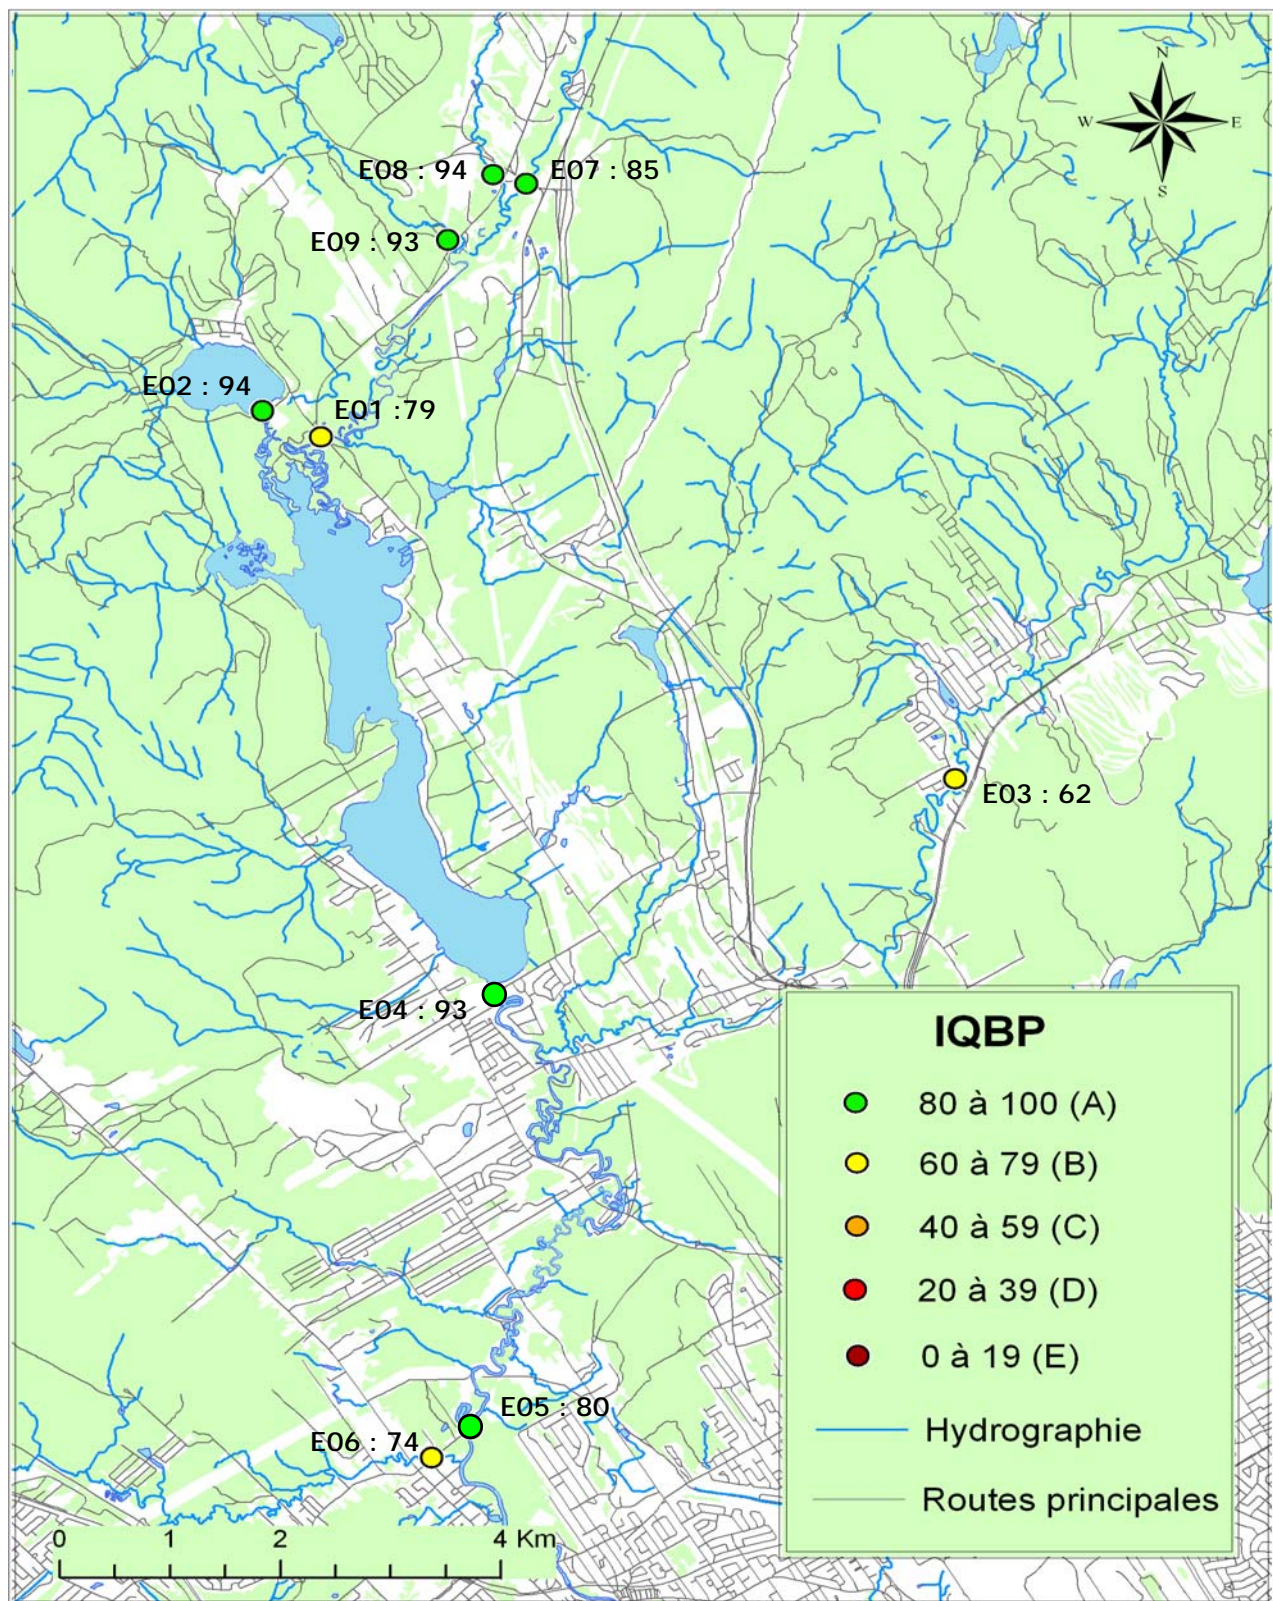 N
W E
S
E08 : 94
E07 : 85
E09 : 93
E02 : 94
E01 :79
E03 : 62
E04 : 93
IQBP
80 à 100 (A)
60 à 79 (B)
40 à 59 (C)
20 à 39 (D)
0 à 19 (E)
Hydrographie
Routes principales
E05 : 80
E06 : 74
0 1 2 4 Km